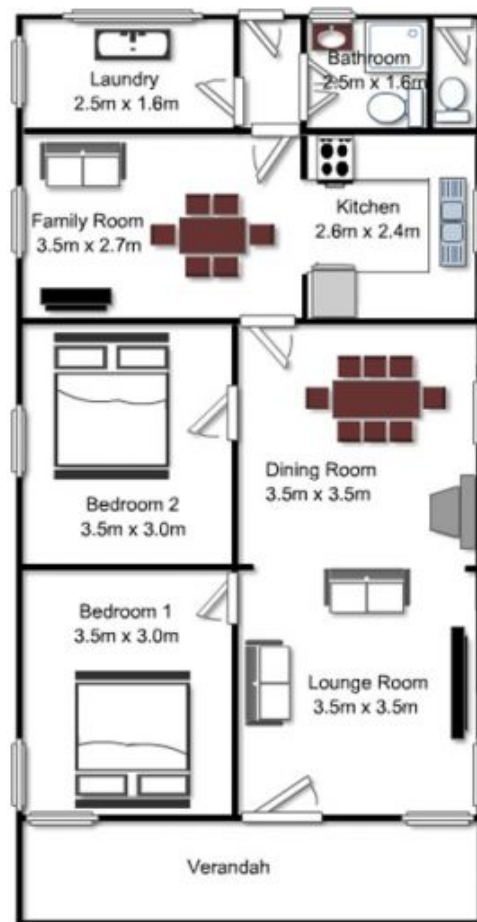 Laundry
2.5m x 1.6m
Bathroom
2.5m x 1.6m
Family Room
3.5m x 2.7m
Kitchen
2.6m x 2.4m
Dining Room
3.5m x 3.5m
Bedroom 2
3.5m x 3.0m
Bedroom 1
3.5m x 3.0m
Lounge Room
3.5m x 3.5m
Verandah